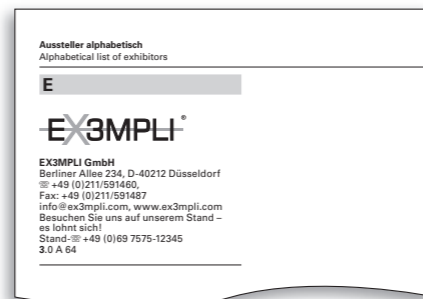 Aussteller alphabetisch
Alphabetical list of exhibitors
E
EX3MPLI®
EX3MPLI GmbH
Berliner Allee 234, D-40212 Düsseldorf
☏ +49 (0)211/591460,
Fax: +49 (0)211/591487
info@ex3mpli.com, www.ex3mpli.com
Besuchen Sie uns auf unserem Stand –
es lohnt sich!
Stand-☏ +49 (0)69 7575-12345
3.0 A 64